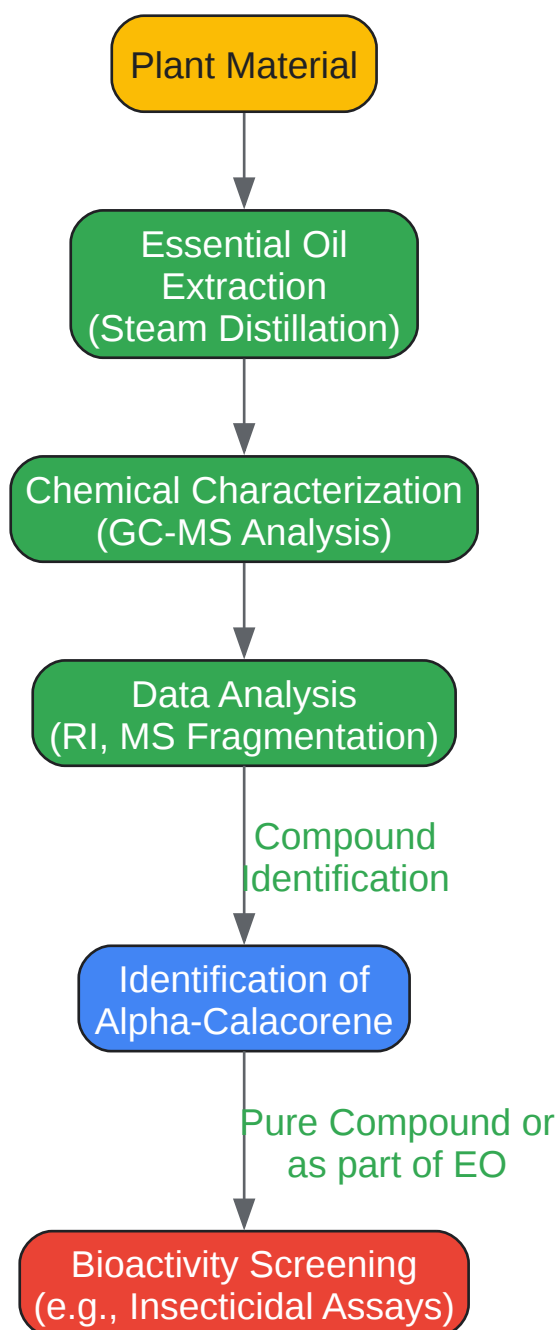 Plant Material
Essential Oil
Extraction
(Steam Distillation)
Chemical Characterization
(GC-MS Analysis)
Data Analysis
(RI, MS Fragmentation)
Compound
Identification
Identification of
Alpha-Calacorene
Pure Compound or
as part of EO
Bioactivity Screening
(e.g., Insecticidal Assays)